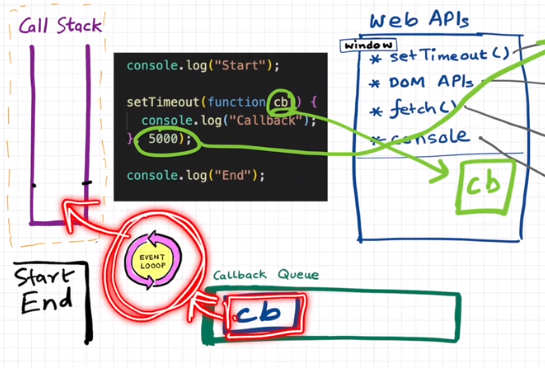 Call Stack
console.log("Start");
setTimeout(function cb() {
console.log("Callback");
}, 5000);
console.log("End");
Web APIs
window
* setTimeout()
* DOM APIs
* fetch()
* console
cb
EVENT
LOOOP
Start
End
Callback Queue
cb